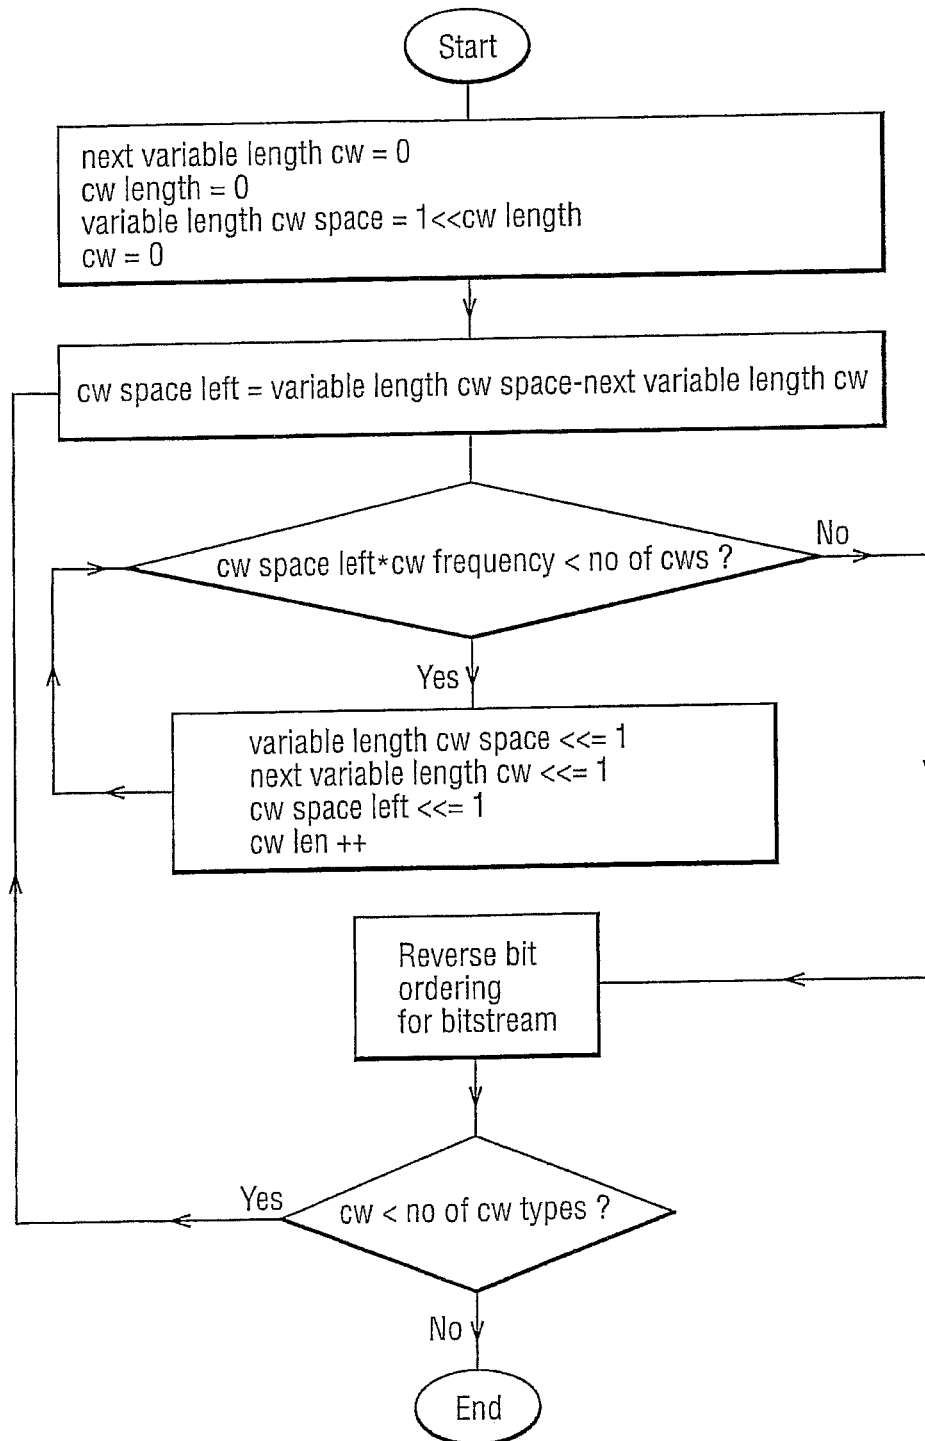 Start
next variable length cw = 0
cw length = 0
variable length cw space = 1<<cw length
cw = 0
cw space left = variable length cw space-next variable length cw
cw space left*cw frequency < no of cws ?
No
Yes
variable length cw space <<= 1
next variable length cw <<= 1
cw space left <<= 1
cw len ++
Reverse bit
ordering
for bitstream
cw < no of cw types ?
Yes
No
End